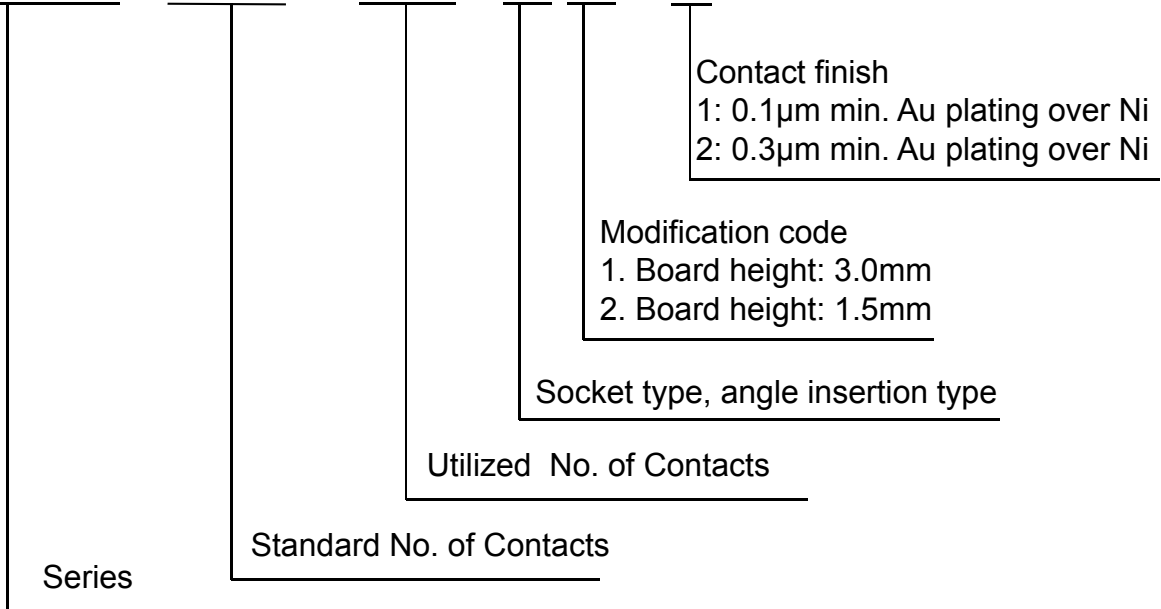 Contact finish
1: 0.1μm min. Au plating over Ni
2: 0.3μm min. Au plating over Ni
Modification code
1. Board height: 3.0mm
2. Board height: 1.5mm
Socket type, angle insertion type
Utilized No. of Contacts
Standard No. of Contacts
Series